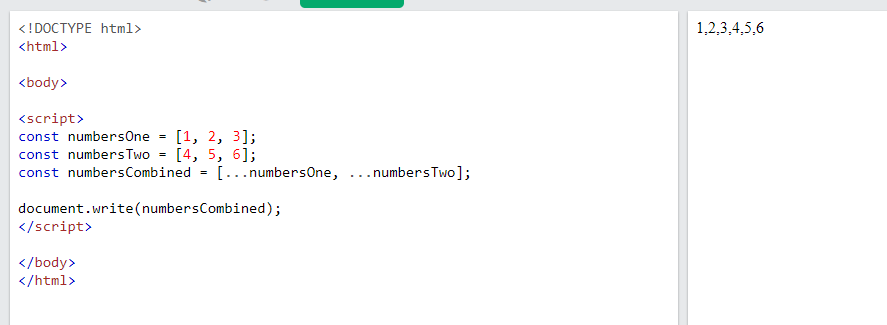 <!DOCTYPE html>
<html>
<body>
<script>
const numbersOne = [1, 2, 3];
const numbersTwo = [4, 5, 6];
const numbersCombined = [...numbersOne, ...numbersTwo];
document.write(numbersCombined);
</script>
</body>
</html>
1,2,3,4,5,6